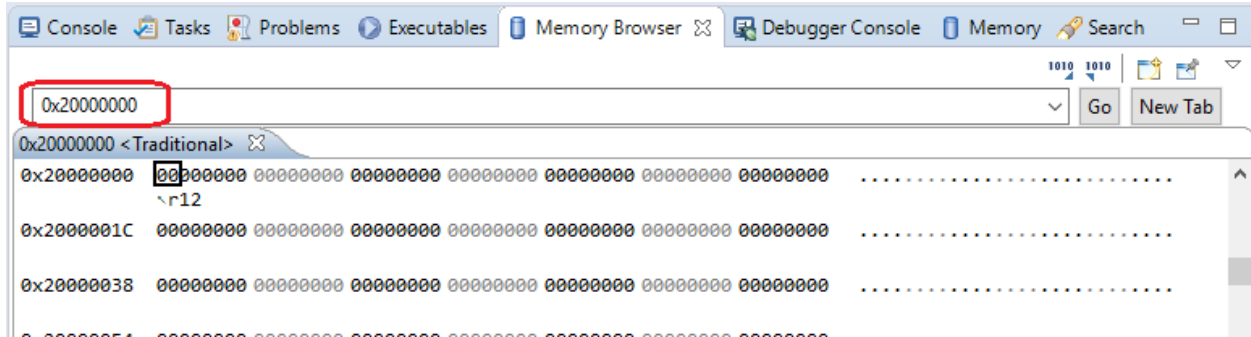 Console Tasks Problems Executables Memory Browser Debugger Console Memory Search
1010 1010
0x20000000 Go New Tab
0x20000000 <Traditional>
0x20000000 00000000 00000000 00000000 00000000 00000000 00000000 00000000 ............................
r12
0x2000001C 00000000 00000000 00000000 00000000 00000000 00000000 00000000 ............................
0x20000038 00000000 00000000 00000000 00000000 00000000 00000000 00000000 ............................